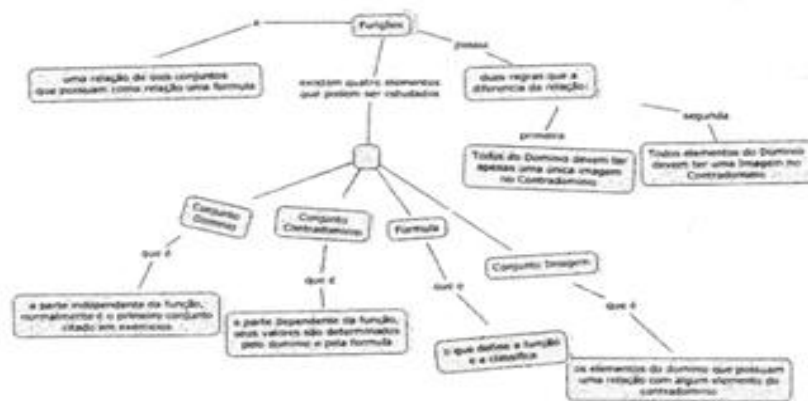 Funções
é
possui
uma relação de dois conjuntos
que possuam como relação uma formula
existem quatro elementos
que podem ser estudados
duas regras que a
diferencia da relação:
primeira
segunda
Todos do Dominio devem ter
apenas uma única imagem
no Contradominio
Todos elementos do Dominio
devem ter uma Imagem no
Contradominio
Conjunto
Dominio
Conjunto
Contradominio
Formula
Conjunto Imagem
que é
que é
que é
que é
a parte independente da função,
normalmente é o primeiro conjunto
citado em exercicios
a parte dependente da função,
seus valores são determinados
pelo dominio e pela formula
o que define a função
e a classifica
os elementos do dominio que possuam
uma relação com algum elemento do
contradominio